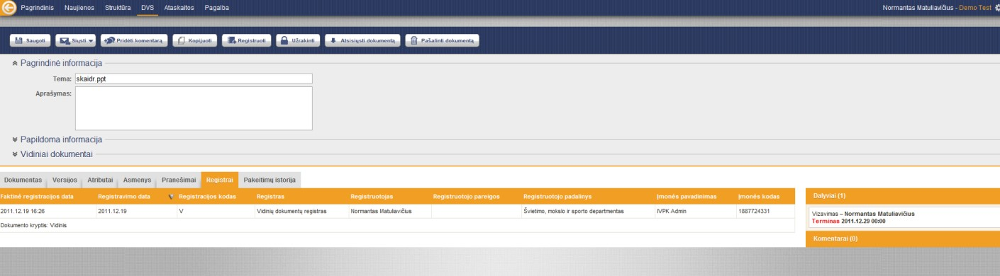 Pagrindinis Naujienos Struktūra DVS Ataskaitos Pagalba Normantas Matuliavičius - Demo Test
Saugoti Siųsti Pridėti komentarą Kopijuoti Registruoti Užrakinti Atsisiųsti dokumentą Pašalinti dokumentą
Pagrindinė informacija
Tema: skaidr.ppt
Aprašymas:
Papildoma informacija
Vidiniai dokumentai
Dokumentas Versijos Atributai Asmenys Pranešimai Registrai Pakeitimų istorija
Faktinė registracijos data Registravimo data Registracijos kodas Registras Registruotojas Registruotojo pareigos Registruotojo padalinys Įmonės pavadinimas Įmonės kodas
2011.12.19 16:26 2011.12.19 V Vidinių dokumentų registras Normantas Matuliavičius Švietimo, mokslo ir sporto departmentas IVPK Admin 1887724331
Dokumento kryptis: Vidinis
Dalyviai (1)
Vizavimas – Normantas Matuliavičius
Terminas 2011.12.29 00:00
Komentarai (0)